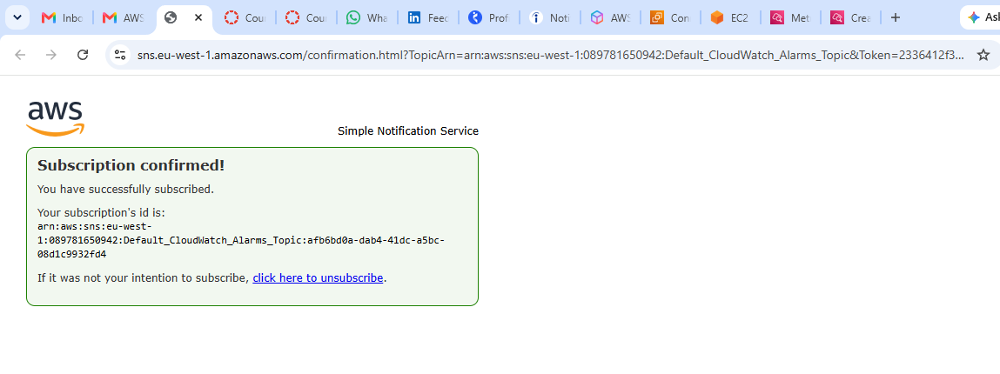 Inbo
AWS
Cour
Cour
Wha
Feec
Prof
Noti
AWS
Con
EC2
Met
Crea
Ask
sns.eu-west-1.amazonaws.com/confirmation.html?TopicArn=arn:aws:sns:eu-west-1:089781650942:Default_CloudWatch_Alarms_Topic&Token=2336412f3...
aws
Simple Notification Service
Subscription confirmed!
You have successfully subscribed.
Your subscription's id is:
arn:aws:sns:eu-west-
1:089781650942:Default_CloudWatch_Alarms_Topic:afb6bd0a-dab4-41dc-a5bc-
08d1c9932fd4
If it was not your intention to subscribe, click here to unsubscribe.